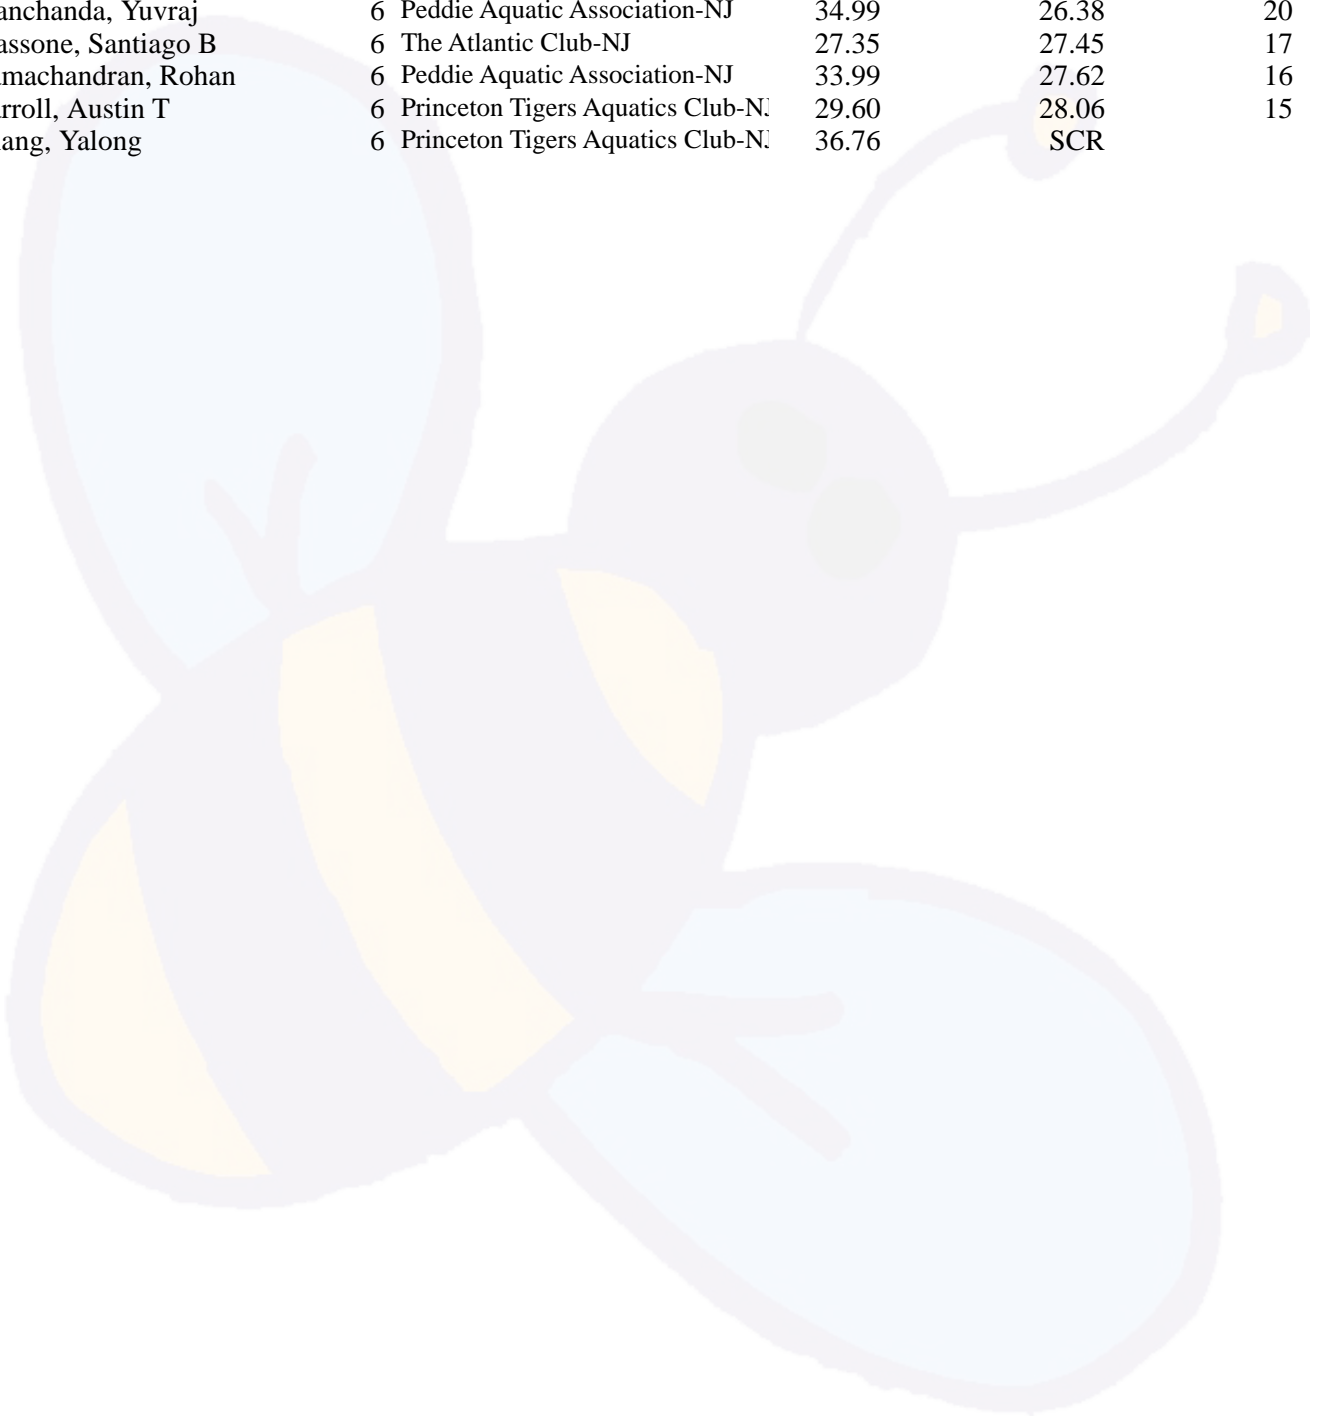 anchanda, Yuvraj 6 Peddie Aquatic Association-NJ 34.99 26.38 20
assone, Santiago B 6 The Atlantic Club-NJ 27.35 27.45 17
amachandran, Rohan 6 Peddie Aquatic Association-NJ 33.99 27.62 16
rroll, Austin T 6 Princeton Tigers Aquatics Club-NJ 29.60 28.06 15
ang, Yalong 6 Princeton Tigers Aquatics Club-NJ 36.76 SCR